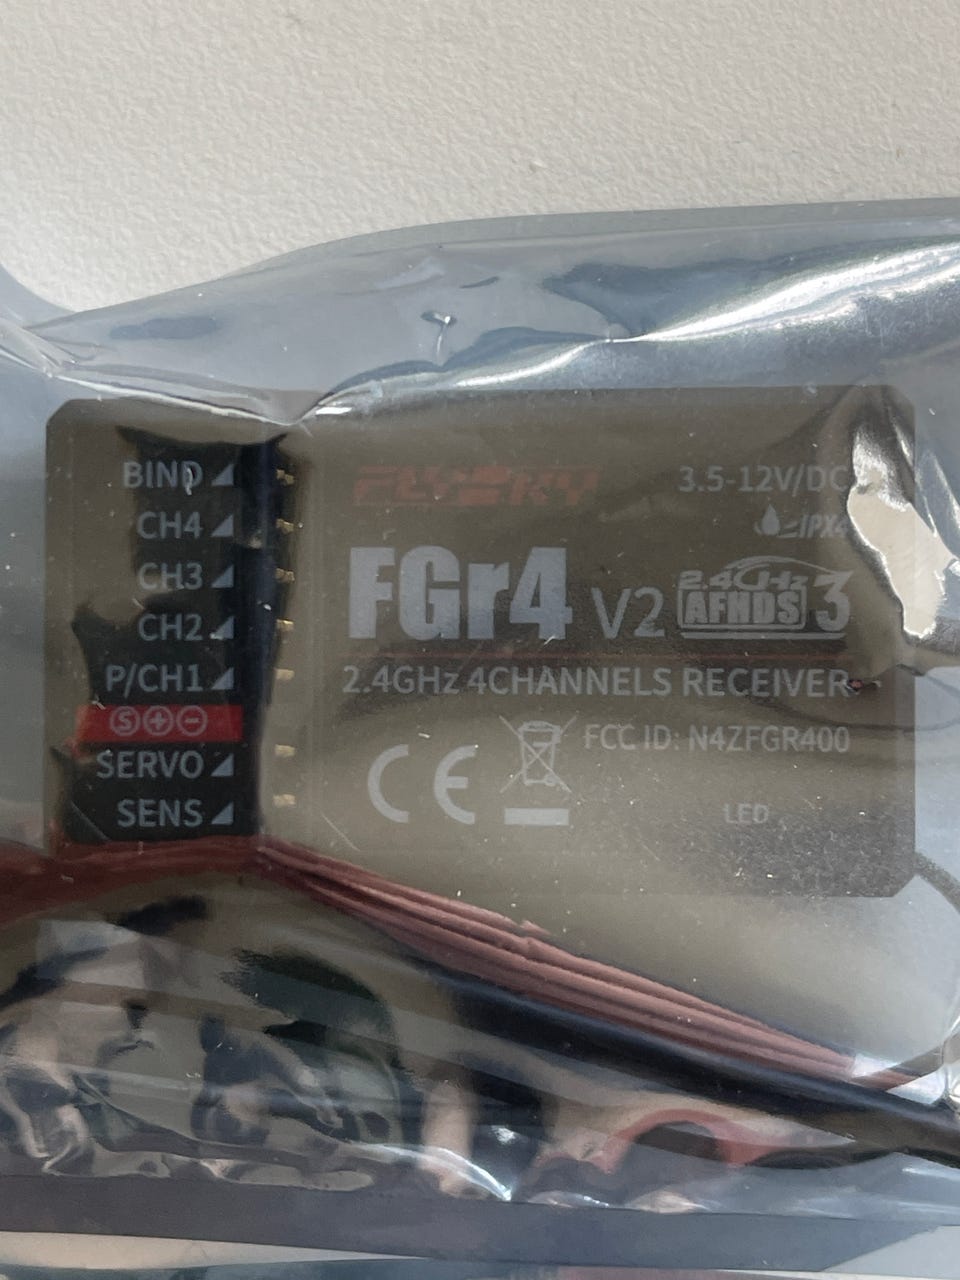 BIND
CH4
CH3
CH2
P/CH1
S + -
SERVO
SENS
FLYSKY
3.5-12V/DC
IPX4
FGr4 V2
2.4GHz
AFHDS 3
2.4GHz 4CHANNELS RECEIVER
CE
FCC ID: N4ZFGR400
LED